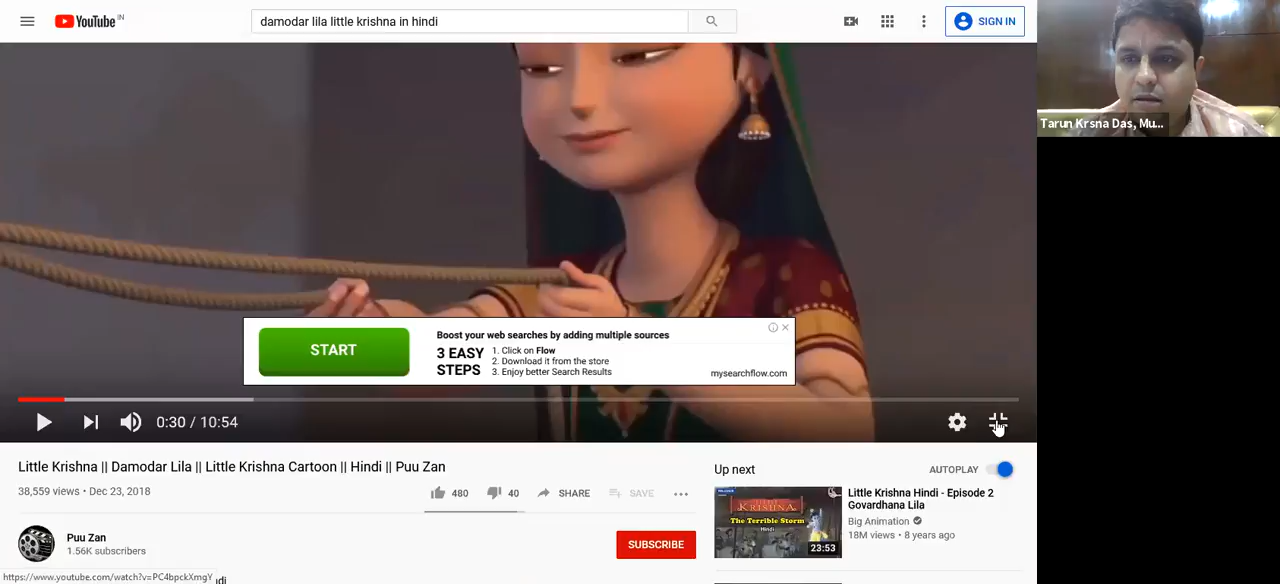 YouTube IN
damodar lila little krishna in hindi
SIGN IN
Tarun Krsna Das, Mu...
START
Boost your web searches by adding multiple sources
3 EASY STEPS
1. Click on Flow
2. Download it from the store
3. Enjoy better Search Results
mysearchflow.com
0:30 / 10:54
Little Krishna || Damodar Lila || Little Krishna Cartoon || Hindi || Puu Zan
38,559 views • Dec 23, 2018
480
40
SHARE
SAVE
Puu Zan
1.56K subscribers
SUBSCRIBE
Up next
AUTOPLAY
LITTLE KRISHNA
The Terrible Storm
Hindi
23:53
Little Krishna Hindi - Episode 2
Govardhana Lila
Big Animation
18M views • 8 years ago
https://www.youtube.com/watch?v=PC4bpckXmgY